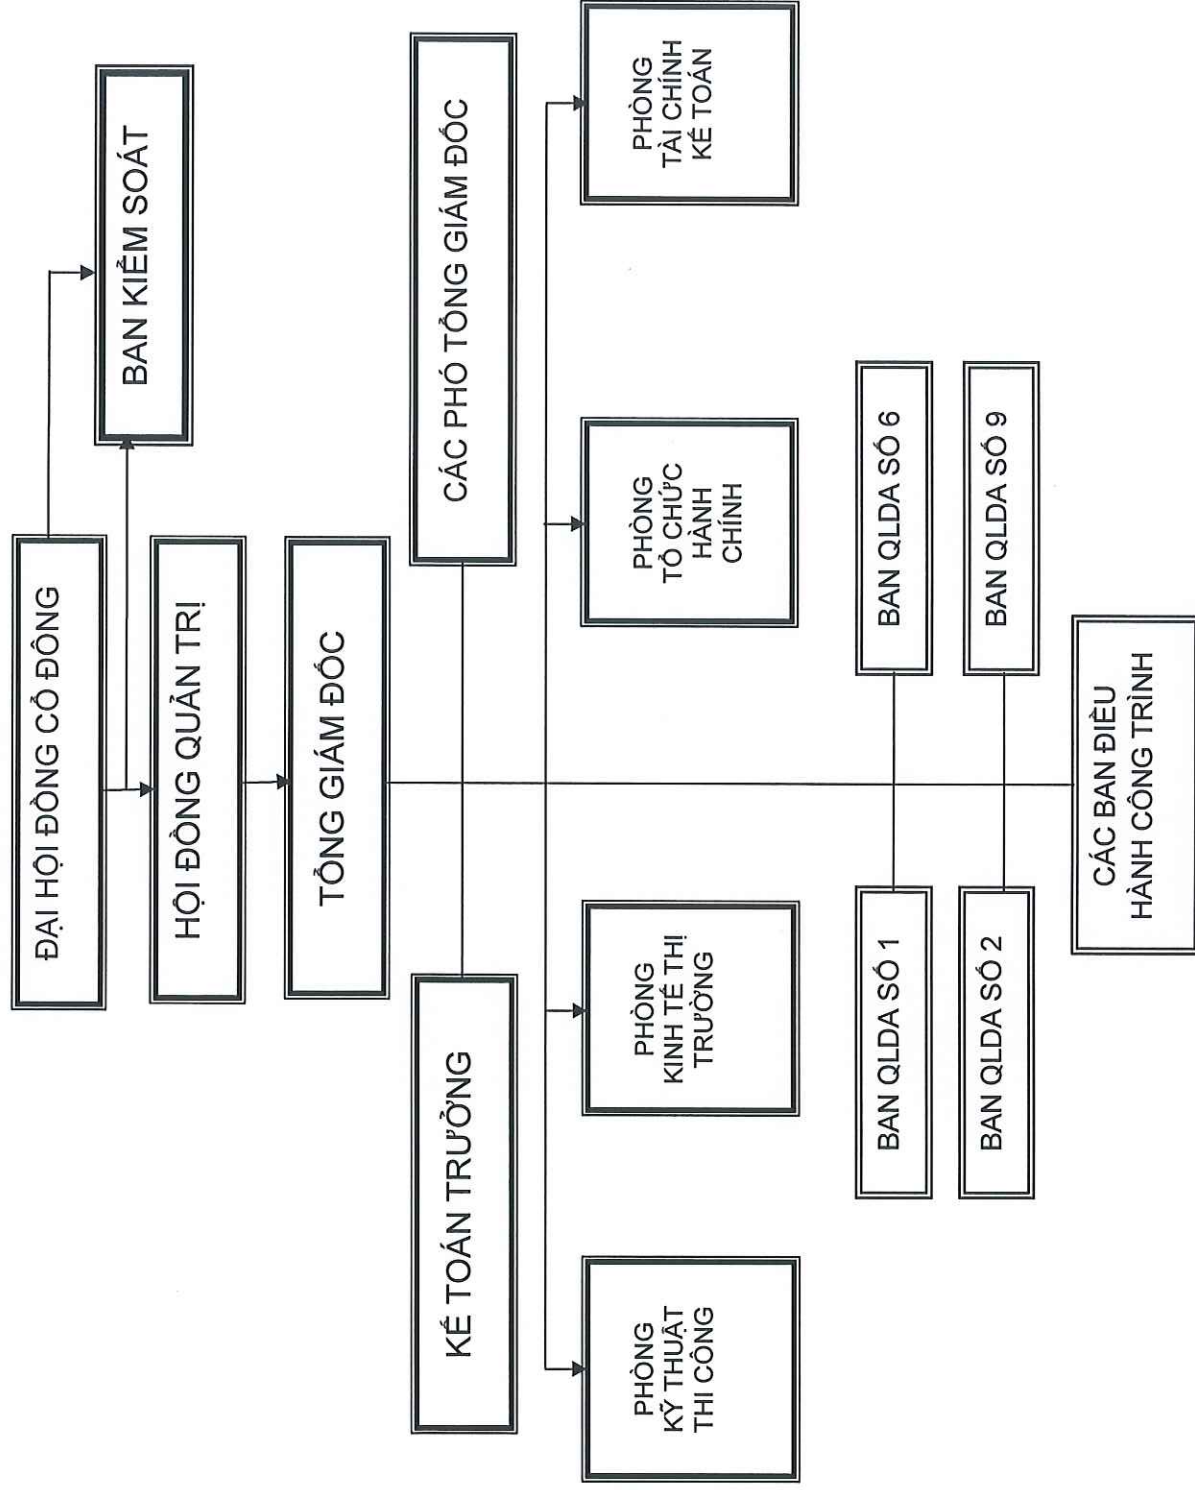 ĐẠI HỘI ĐỒNG CỔ ĐÔNG
BAN KIỂM SOÁT
HỘI ĐỒNG QUẢN TRỊ
TỔNG GIÁM ĐỐC
KẾ TOÁN TRƯỞNG
CÁC PHÓ TỔNG GIÁM ĐỐC
PHÒNG
KỸ THUẬT
THI CÔNG
PHÒNG
KINH TẾ THỊ
TRƯỜNG
PHÒNG
TỔ CHỨC
HÀNH
CHÍNH
PHÒNG
TÀI CHÍNH
KẾ TOÁN
BAN QLDA SỐ 1
BAN QLDA SỐ 6
BAN QLDA SỐ 2
BAN QLDA SỐ 9
CÁC BAN ĐIỀU
HÀNH CÔNG TRÌNH